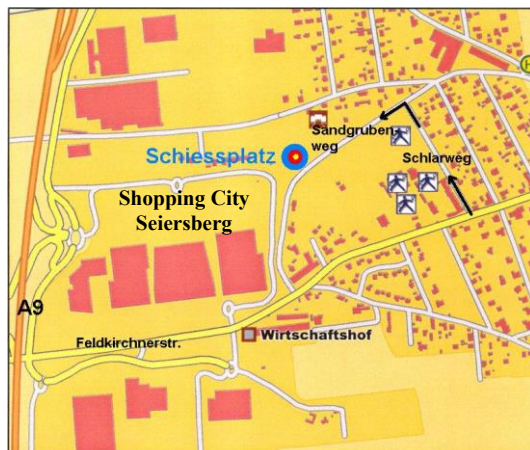 H
Sandgruben-
weg
Schiessplatz
Schlarweg
Shopping City
Seiersberg
A9
Feldkirchnerstr.
Wirtschaftshof